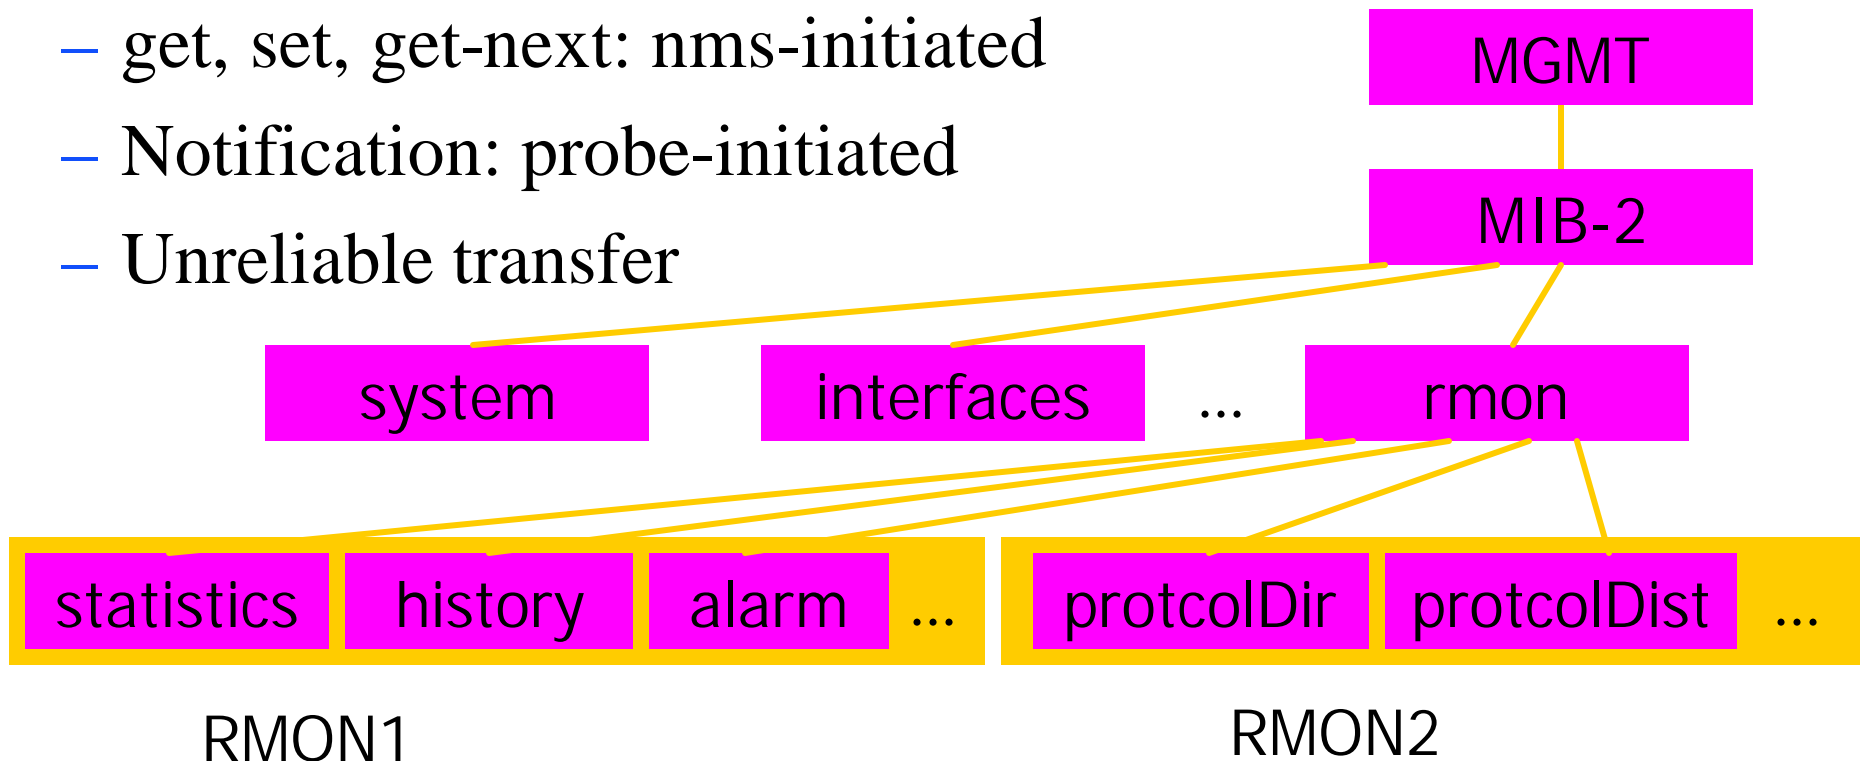 – get, set, get-next: nms-initiated
– Notification: probe-initiated
– Unreliable transfer
MGMT
MIB-2
system
interfaces
...
rmon
statistics
history
alarm
...
protcolDir
protcolDist
...
RMON1
RMON2